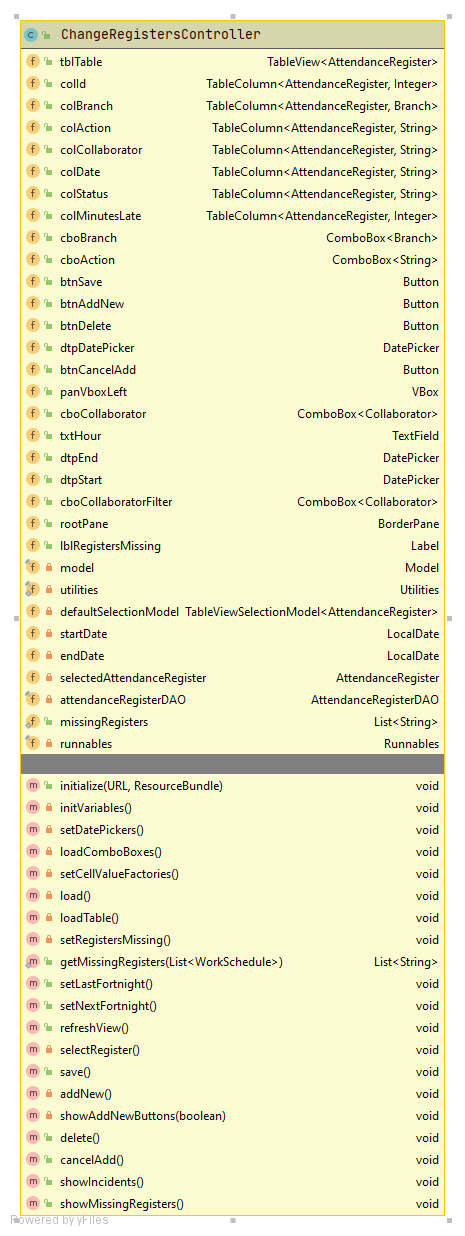 C ChangeRegistersController
f tblTable TableView<AttendanceRegister>
f colId TableColumn<AttendanceRegister, Integer>
f colBranch TableColumn<AttendanceRegister, Branch>
f colAction TableColumn<AttendanceRegister, String>
f colCollaborator TableColumn<AttendanceRegister, String>
f colDate TableColumn<AttendanceRegister, String>
f colStatus TableColumn<AttendanceRegister, String>
f colMinutesLate TableColumn<AttendanceRegister, Integer>
f cboBranch ComboBox<Branch>
f cboAction ComboBox<String>
f btnSave Button
f btnAddNew Button
f btnDelete Button
f dtpDatePicker DatePicker
f btnCancelAdd Button
f panVboxLeft VBox
f cboCollaborator ComboBox<Collaborator>
f txtHour TextField
f dtpEnd DatePicker
f dtpStart DatePicker
f cboCollaboratorFilter ComboBox<Collaborator>
f rootPane BorderPane
f lblRegistersMissing Label
f model Model
f utilities Utilities
f defaultSelectionModel TableViewSelectionModel<AttendanceRegister>
f startDate LocalDate
f endDate LocalDate
f selectedAttendanceRegister AttendanceRegister
f attendanceRegisterDAO AttendanceRegisterDAO
f missingRegisters List<String>
f runnables Runnables
m initialize(URL, ResourceBundle) void
m initVariables() void
m setDatePickers() void
m loadComboBoxes() void
m setCellValueFactories() void
m load() void
m loadTable() void
m setRegistersMissing() void
m getMissingRegisters(List<WorkSchedule>) List<String>
m setLastFortnight() void
m setNextFortnight() void
m refreshView() void
m selectRegister() void
m save() void
m addNew() void
m showAddNewButtons(boolean) void
m delete() void
m cancelAdd() void
m showIncidents() void
m showMissingRegisters() void
Powered by yFiles